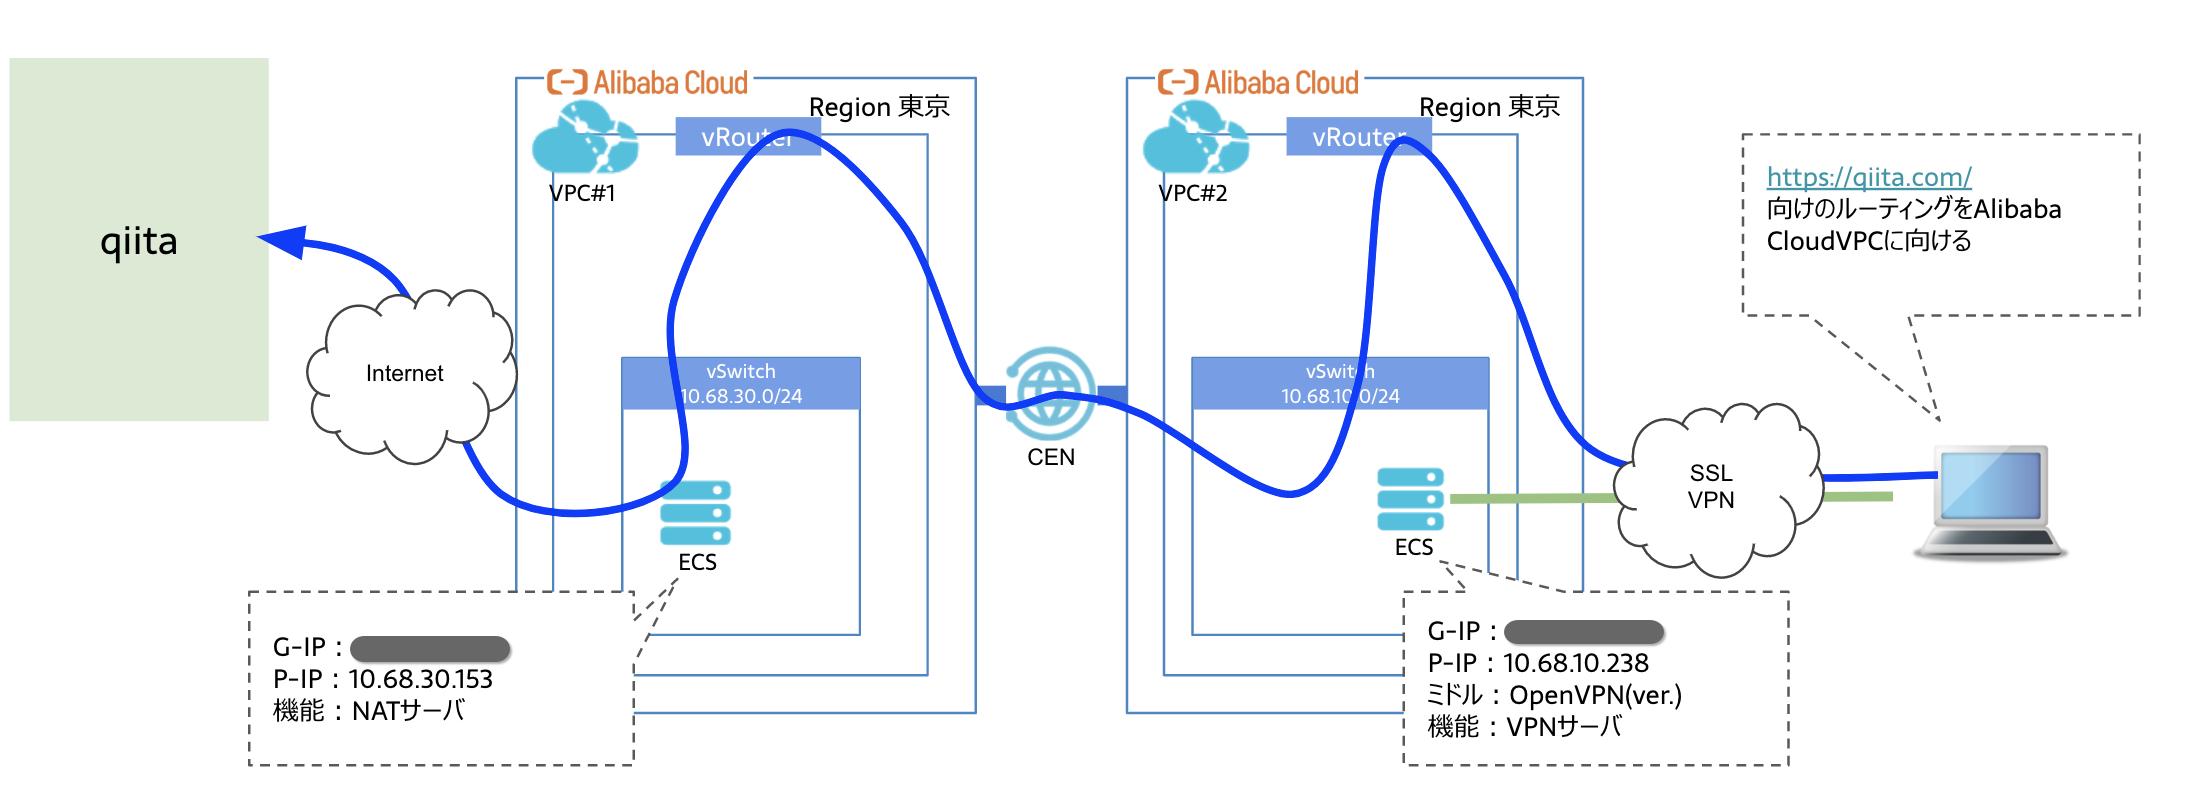 qiita
Internet
Alibaba Cloud
Region 東京
vRouter
VPC#1
vSwitch
10.68.30.0/24
ECS
G-IP：
P-IP：10.68.30.153
機能：NATサーバ
CEN
Alibaba Cloud
Region 東京
vRouter
VPC#2
vSwitch
10.68.10.0/24
ECS
G-IP：
P-IP：10.68.10.238
ミドル：OpenVPN(ver.)
機能：VPNサーバ
SSL
VPN
https://qiita.com/
向けのルーティングをAlibaba
CloudVPCに向ける